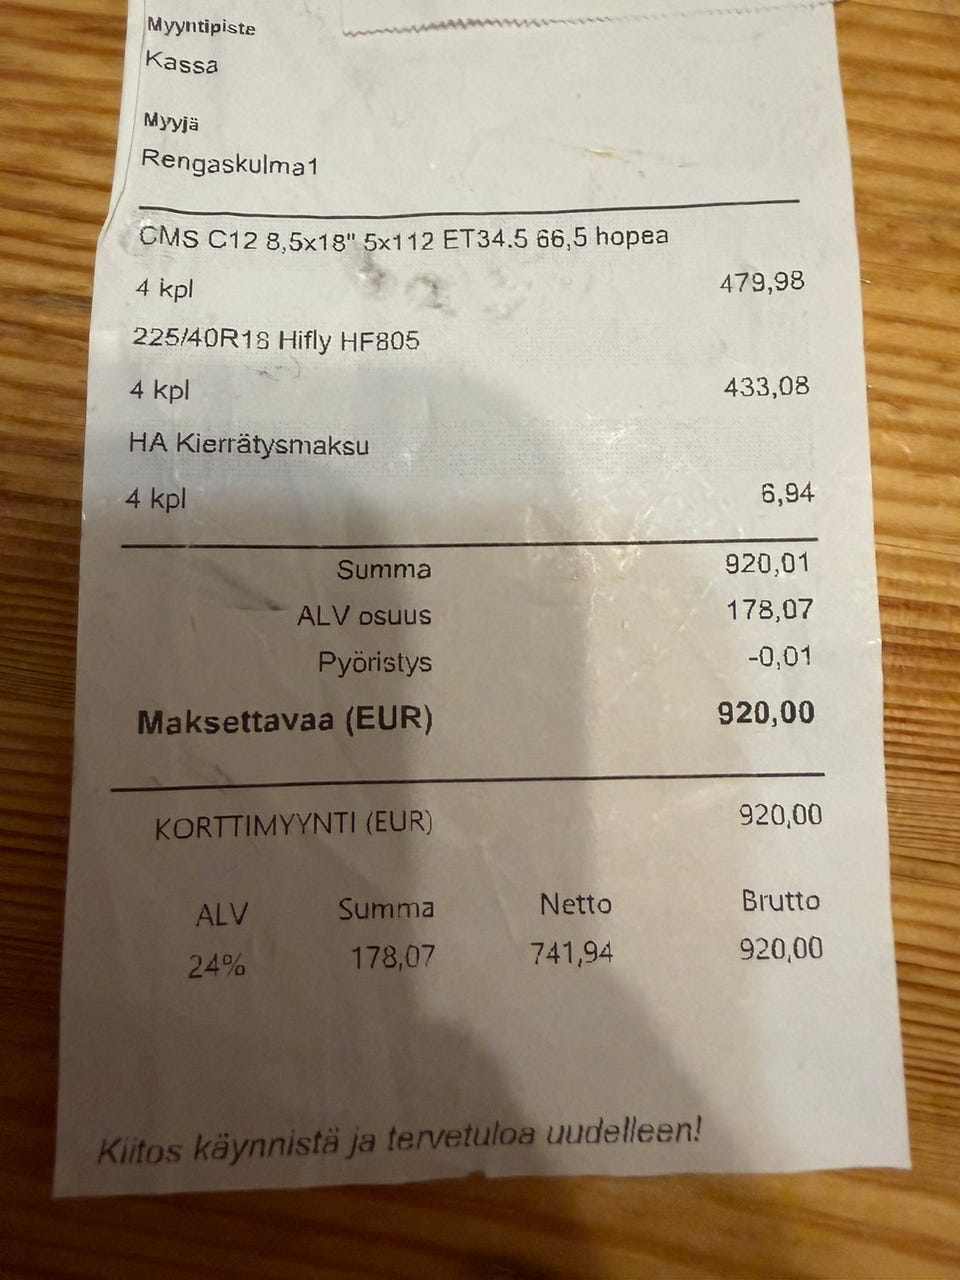 Myyntipiste
Kassa
Myyjä
Rengaskulma1
CMS C12 8,5x18" 5x112 ET34.5 66,5 hopea
4 kpl 479,98
225/40R18 Hifly HF805
4 kpl 433,08
HA Kierrätysmaksu
4 kpl 6,94
Summa 920,01
ALV osuus 178,07
Pyöristys -0,01
Maksettavaa (EUR) 920,00
KORTTIMYYNTI (EUR) 920,00
ALV Summa Netto Brutto
24% 178,07 741,94 920,00
Kiitos käynnistä ja tervetuloa uudelleen!